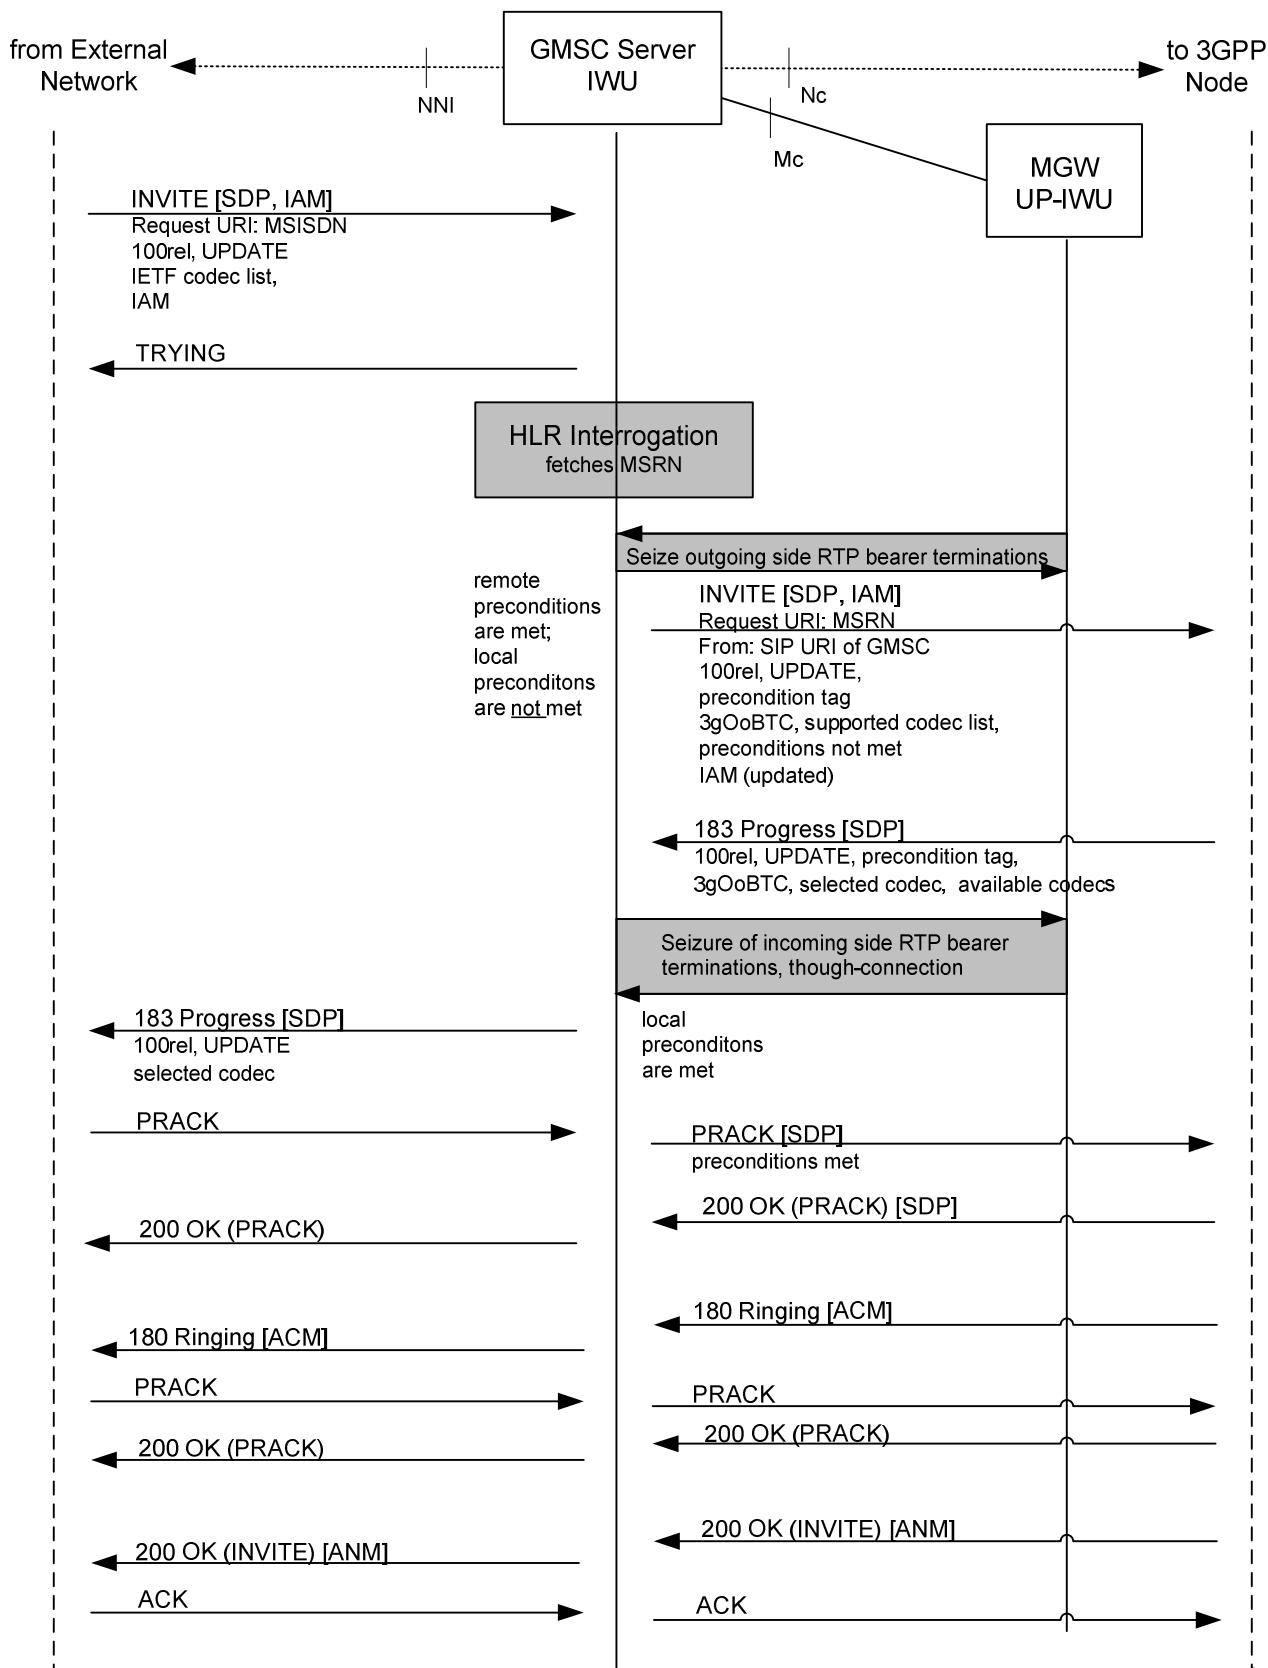 from External
Network
GMSC Server
IWU
to 3GPP
Node
NNI
Nc
Mc
MGW
UP-IWU
INVITE [SDP, IAM]
Request URI: MSISDN
100rel, UPDATE
IETF codec list,
IAM
TRYING
HLR Interrogation
fetches MSRN
Seize outgoing side RTP bearer terminations
remote
preconditions
are met;
local
preconditons
are not met
INVITE [SDP, IAM]
Request URI: MSRN
From: SIP URI of GMSC
100rel, UPDATE,
precondition tag
3gOoBTC, supported codec list,
preconditions not met
IAM (updated)
183 Progress [SDP]
100rel, UPDATE, precondition tag,
3gOoBTC, selected codec, available codecs
Seizure of incoming side RTP bearer
terminations, though-connection
183 Progress [SDP]
100rel, UPDATE
selected codec
local
preconditons
are met
PRACK
PRACK [SDP]
preconditions met
200 OK (PRACK) [SDP]
200 OK (PRACK)
180 Ringing [ACM]
180 Ringing [ACM]
PRACK
PRACK
200 OK (PRACK)
200 OK (PRACK)
200 OK (INVITE) [ANM]
200 OK (INVITE) [ANM]
ACK
ACK